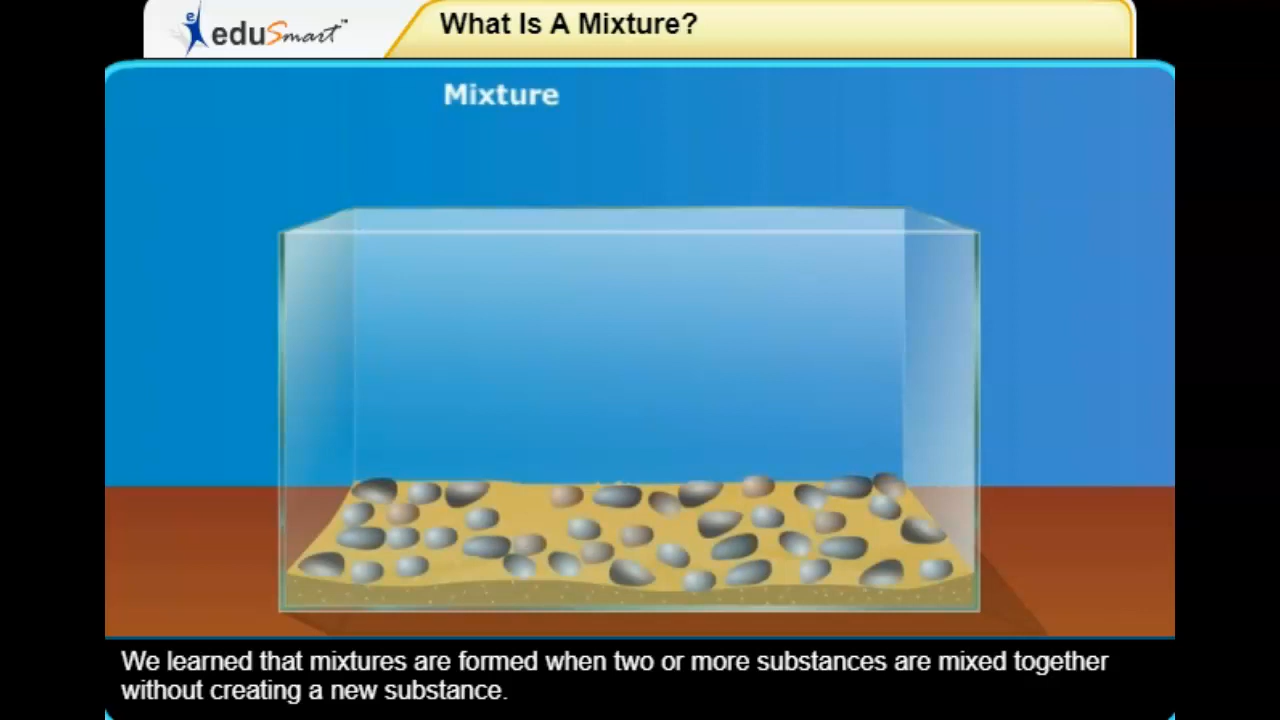 eduSmart™
What Is A Mixture?
Mixture
We learned that mixtures are formed when two or more substances are mixed together
without creating a new substance.